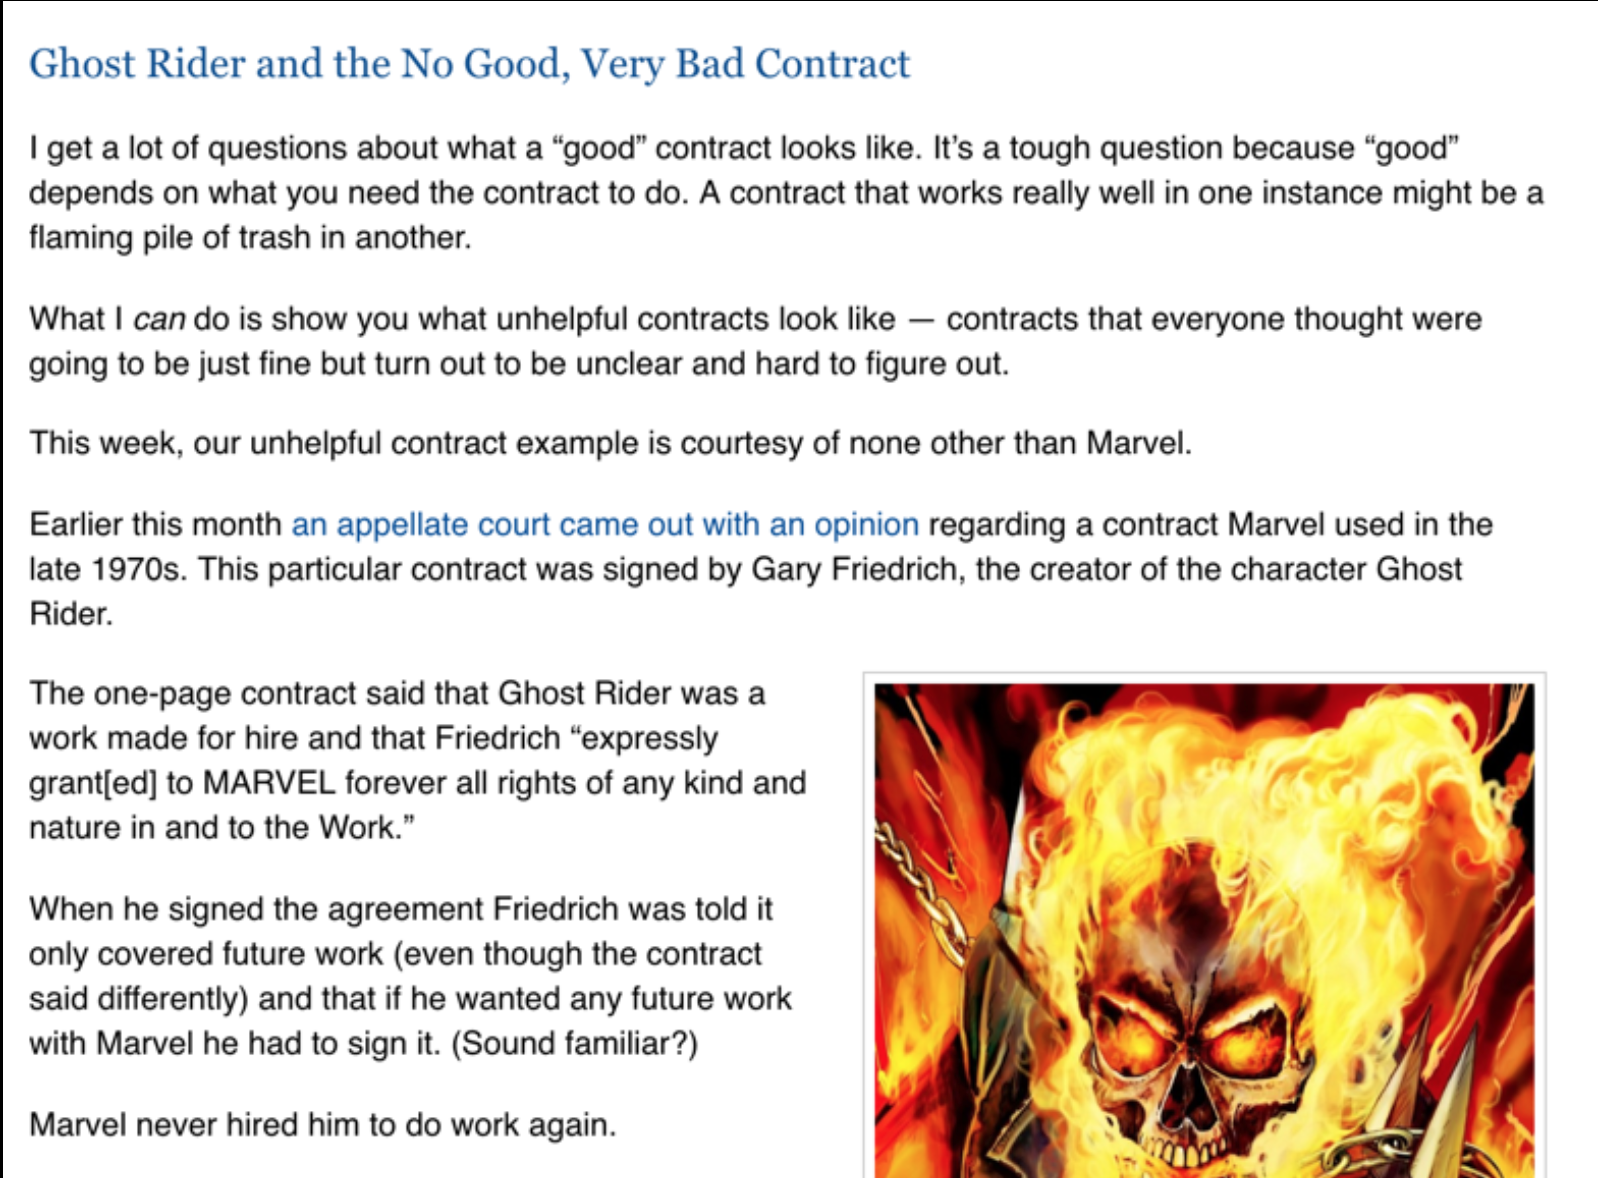 Ghost Rider and the No Good, Very Bad Contract
I get a lot of questions about what a “good” contract looks like. It’s a tough question because “good”
depends on what you need the contract to do. A contract that works really well in one instance might be a
flaming pile of trash in another.
What I can do is show you what unhelpful contracts look like — contracts that everyone thought were
going to be just fine but turn out to be unclear and hard to figure out.
This week, our unhelpful contract example is courtesy of none other than Marvel.
Earlier this month an appellate court came out with an opinion regarding a contract Marvel used in the
late 1970s. This particular contract was signed by Gary Friedrich, the creator of the character Ghost
Rider.
The one-page contract said that Ghost Rider was a
work made for hire and that Friedrich “expressly
grant[ed] to MARVEL forever all rights of any kind and
nature in and to the Work.”
When he signed the agreement Friedrich was told it
only covered future work (even though the contract
said differently) and that if he wanted any future work
with Marvel he had to sign it. (Sound familiar?)
Marvel never hired him to do work again.